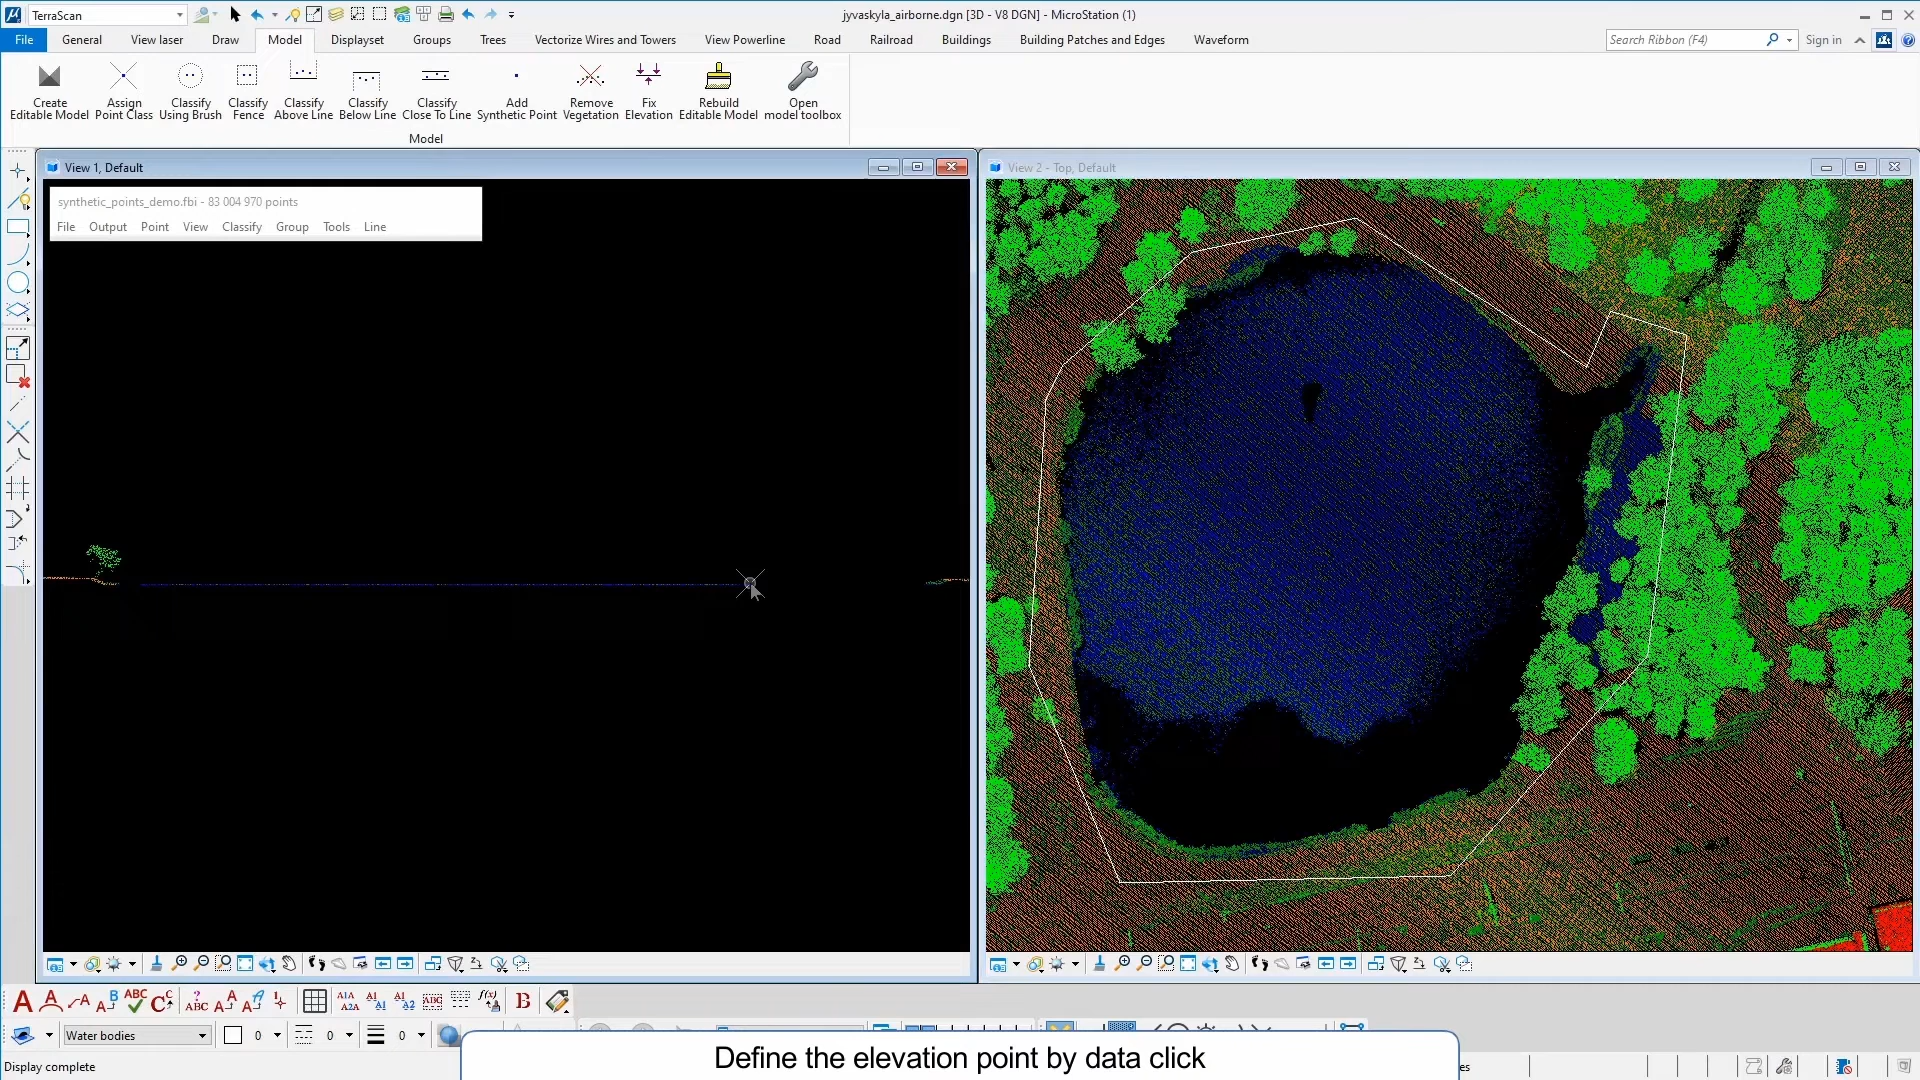 TerraScan
jyvaskyla_airborne.dgn [3D - V8 DGN] - MicroStation (1)
File General View laser Draw Model Displayset Groups Trees Vectorize Wires and Towers View Powerline Road Railroad Buildings Building Patches and Edges Waveform
Search Ribbon (F4)
Sign in
Create
Editable Model
Assign
Point Class
Classify
Using Brush
Classify
Fence
Classify
Above Line
Classify
Below Line
Classify
Close To Line
Add
Synthetic Point
Remove
Vegetation
Fix
Elevation
Rebuild
Editable Model
Open
model toolbox
Model
View 1, Default
View 2 - Top, Default
synthetic_points_demo.fbi - 83 004 970 points
File Output Point View Classify Group Tools Line
Water bodies
0
0
0
Define the elevation point by data click
Display complete